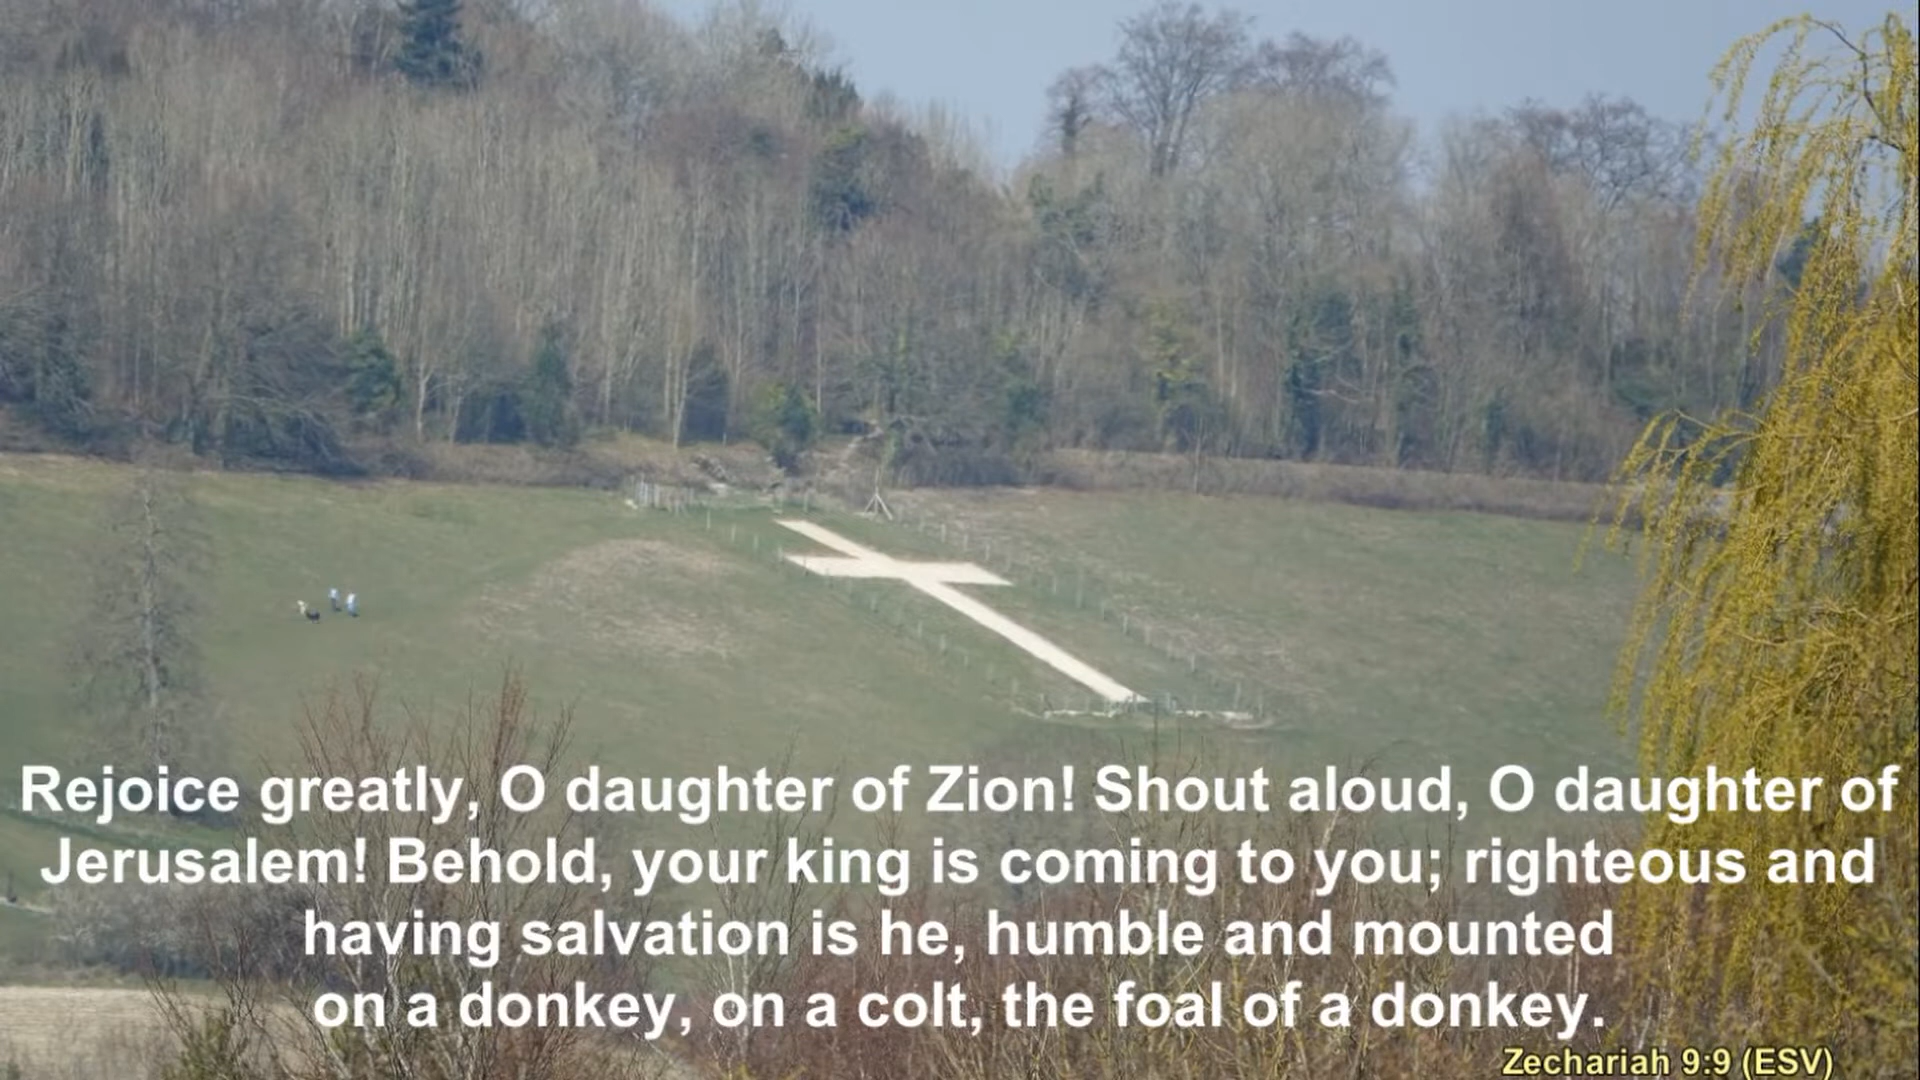 Rejoice greatly, O daughter of Zion! Shout aloud, O daughter of
Jerusalem! Behold, your king is coming to you; righteous and
having salvation is he, humble and mounted
on a donkey, on a colt, the foal of a donkey.
Zechariah 9:9 (ESV)